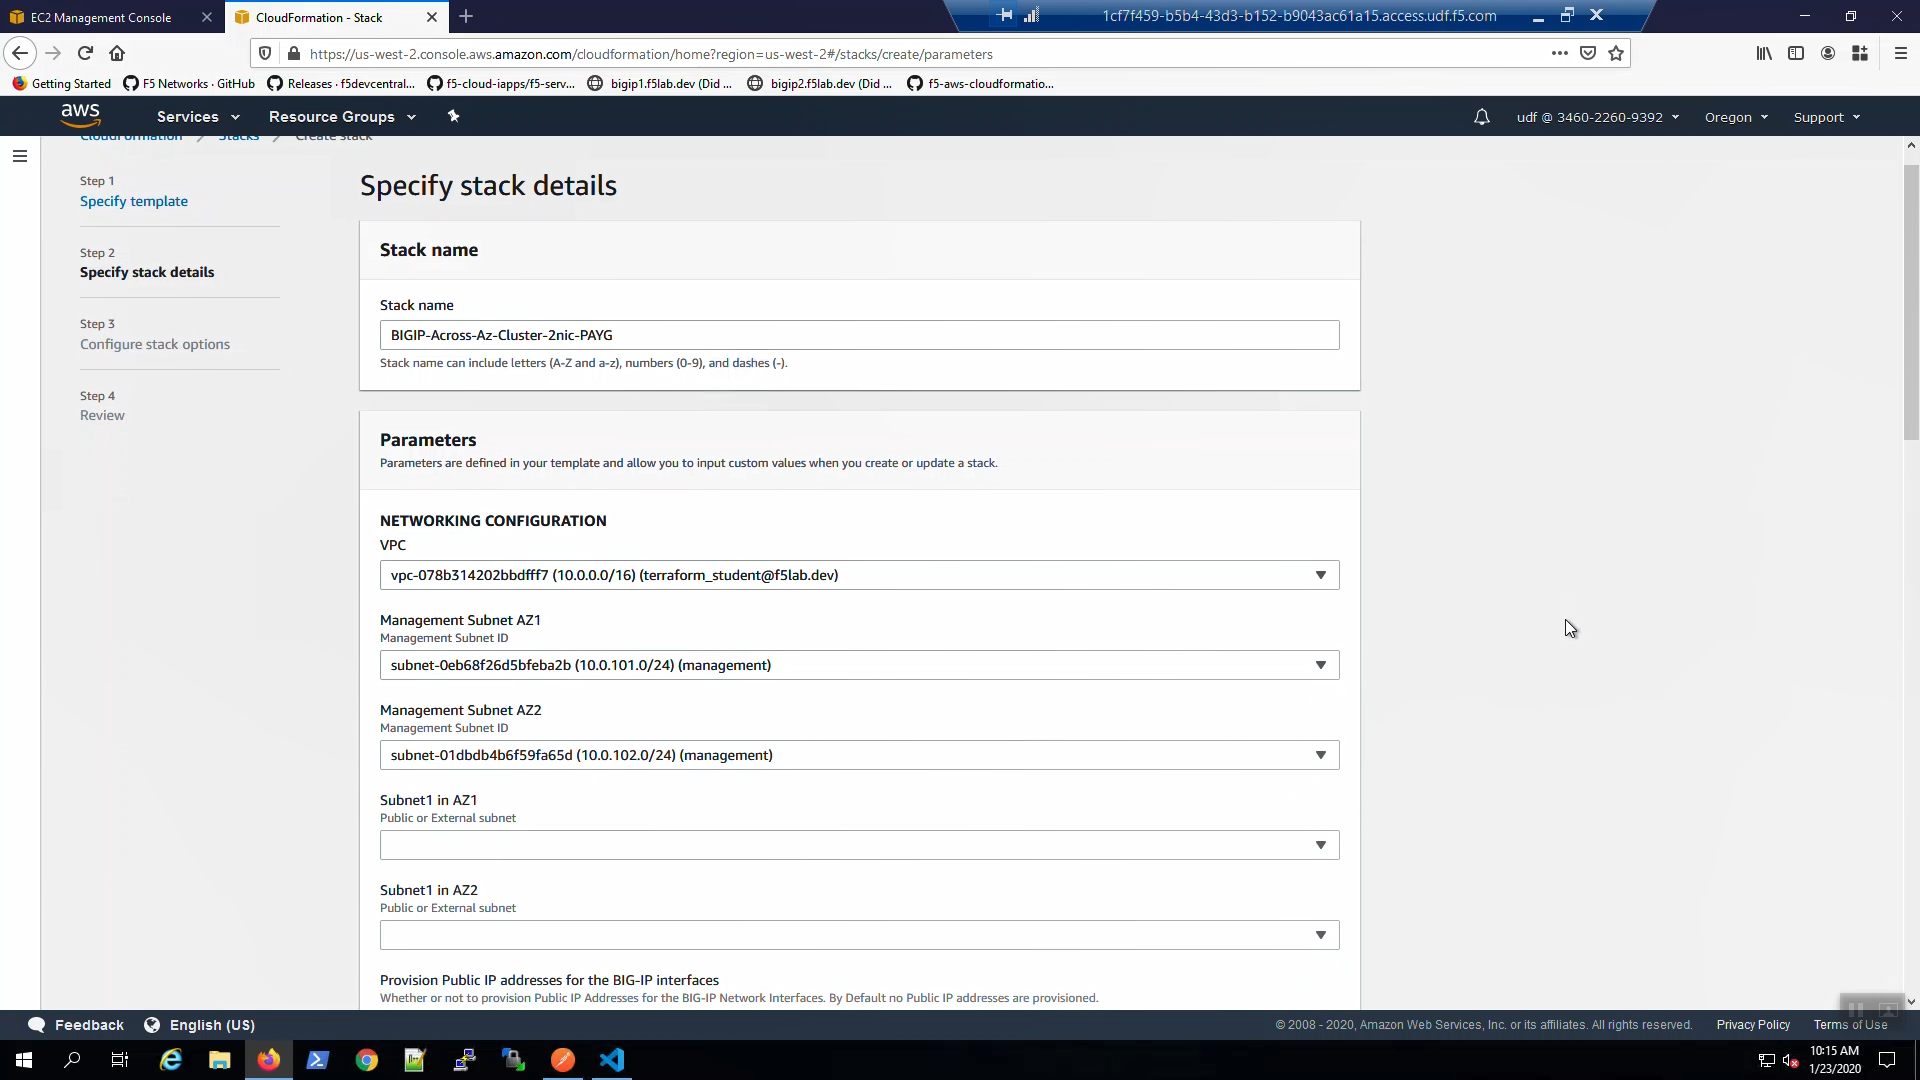 EC2 Management Console
CloudFormation - Stack
1cf7f459-b5b4-43d3-b152-b9043ac61a15.access.udf.f5.com
https://us-west-2.console.aws.amazon.com/cloudformation/home?region=us-west-2#/stacks/create/parameters
Getting Started
F5 Networks · GitHub
Releases · f5devcentral...
f5-cloud-iapps/f5-serv...
bigip1.f5lab.dev (Did ...
bigip2.f5lab.dev (Did ...
f5-aws-cloudformatio...
aws
Services
Resource Groups
udf @ 3460-2260-9392
Oregon
Support
CloudFormation
Stacks
Create stack
Step 1
Specify template
Step 2
Specify stack details
Step 3
Configure stack options
Step 4
Review
Specify stack details
Stack name
Stack name
BIGIP-Across-Az-Cluster-2nic-PAYG
Stack name can include letters (A-Z and a-z), numbers (0-9), and dashes (-).
Parameters
Parameters are defined in your template and allow you to input custom values when you create or update a stack.
NETWORKING CONFIGURATION
VPC
vpc-078b314202bbdfff7 (10.0.0.0/16) (terraform_student@f5lab.dev)
Management Subnet AZ1
Management Subnet ID
subnet-0eb68f26d5bfeba2b (10.0.101.0/24) (management)
Management Subnet AZ2
Management Subnet ID
subnet-01dbdb4b6f59fa65d (10.0.102.0/24) (management)
Subnet1 in AZ1
Public or External subnet
Subnet1 in AZ2
Public or External subnet
Provision Public IP addresses for the BIG-IP interfaces
Whether or not to provision Public IP Addresses for the BIG-IP Network Interfaces. By Default no Public IP addresses are provisioned.
Feedback
English (US)
© 2008 - 2020, Amazon Web Services, Inc. or its affiliates. All rights reserved.
Privacy Policy
Terms of Use
10:15 AM
1/23/2020